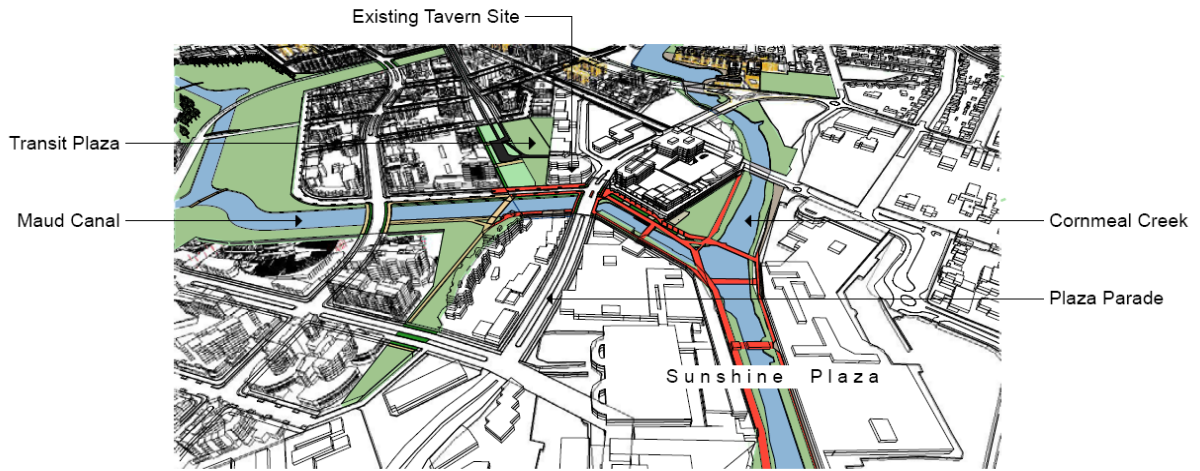 Existing Tavern Site
Transit Plaza
Maud Canal
Cornmeal Creek
Plaza Parade
Sunshine Plaza